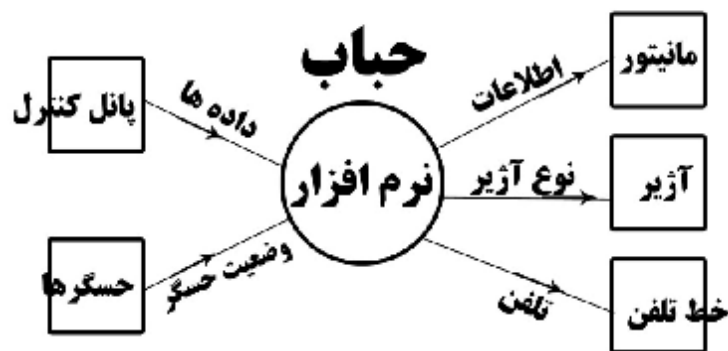 حباب
مانیتور
اطلاعات
پانل کنترل
داده ها
نرم افزار
نوع آژیر
آژیر
حسگرها
وضعیت حسگر
تلفن
خط تلفن